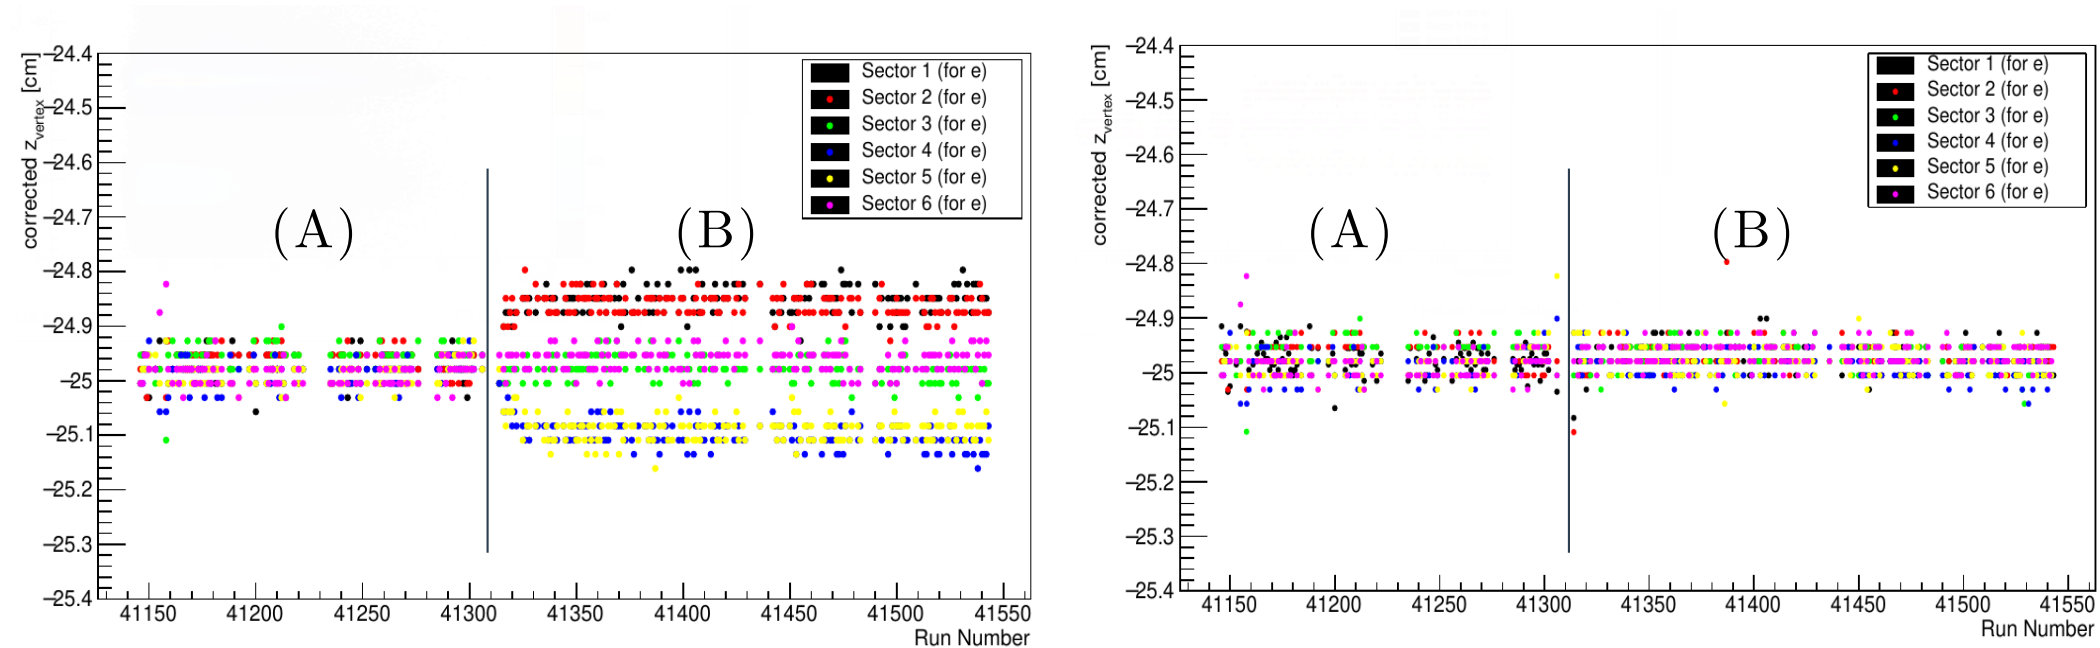 corrected z_vertex [cm]
−24.4
−24.5
−24.6
−24.7
−24.8
−24.9
−25
−25.1
−25.2
−25.3
−25.4
Sector 1 (for e)
Sector 2 (for e)
Sector 3 (for e)
Sector 4 (for e)
Sector 5 (for e)
Sector 6 (for e)
(A) (B)
41150 41200 41250 41300 41350 41400 41450 41500 41550
Run Number
corrected z_vertex [cm]
−24.4
−24.5
−24.6
−24.7
−24.8
−24.9
−25
−25.1
−25.2
−25.3
−25.4
Sector 1 (for e)
Sector 2 (for e)
Sector 3 (for e)
Sector 4 (for e)
Sector 5 (for e)
Sector 6 (for e)
(A) (B)
41150 41200 41250 41300 41350 41400 41450 41500 41550
Run Number